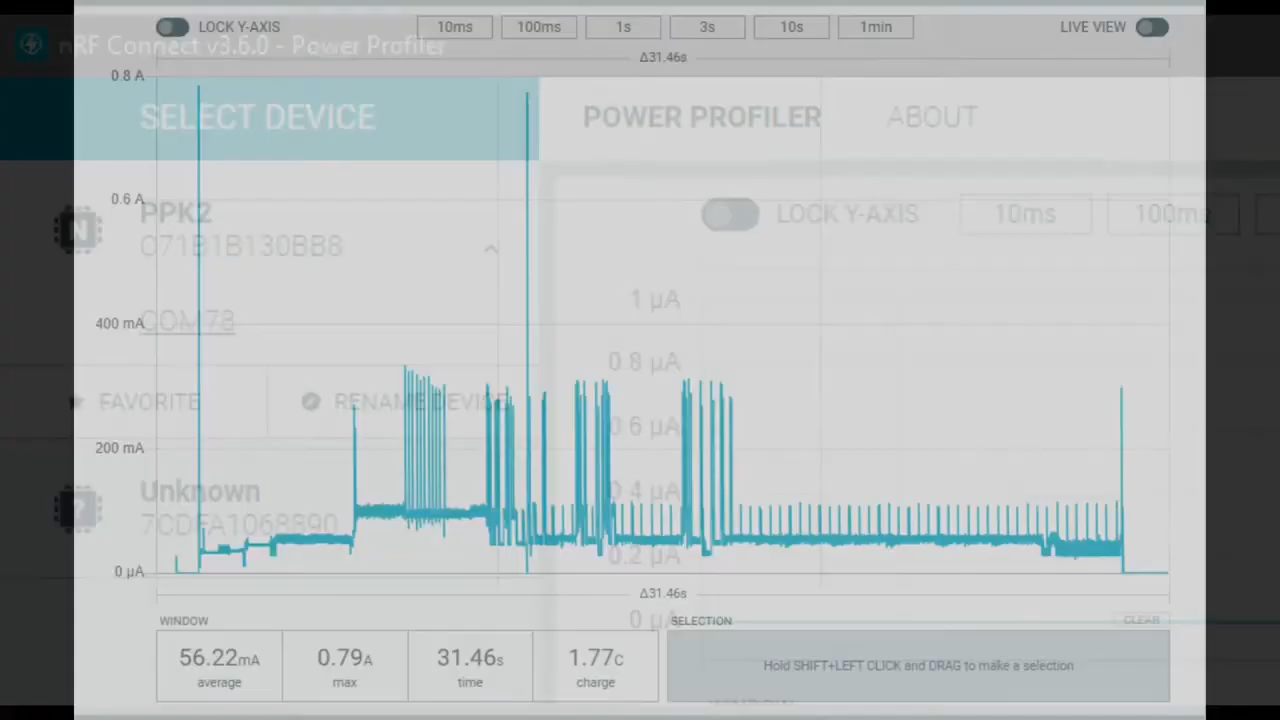 LOCK Y-AXIS 10ms 100ms 1s 3s 10s 1min LIVE VIEW
nRF Connect v3.6.0 - Power Profiler
Δ31.46s
0.8 A
SELECT DEVICE POWER PROFILER ABOUT
0.6 A
PPK2
LOCK Y-AXIS 10ms 100ms
C71B1B130BB8
1 µA
400 mA
COM78
0.8 µA
FAVORITE RENAME DEVICE
0.6 µA
200 mA
Unknown
0.4 µA
7CDFA1068890
0.2 µA
0 µA
Δ31.46s
0 µA
WINDOW SELECTION CLEAR
56.22mA 0.79A 31.46s 1.77C
Hold SHIFT+LEFT CLICK and DRAG to make a selection
average max time charge
WINDOW